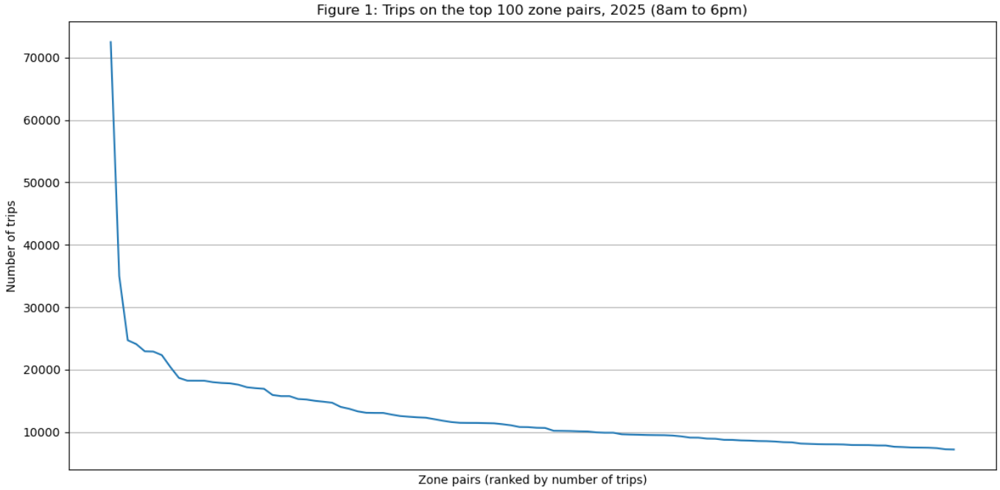 Figure 1: Trips on the top 100 zone pairs, 2025 (8am to 6pm)
70000
60000
50000
40000
30000
20000
10000
Number of trips
Zone pairs (ranked by number of trips)